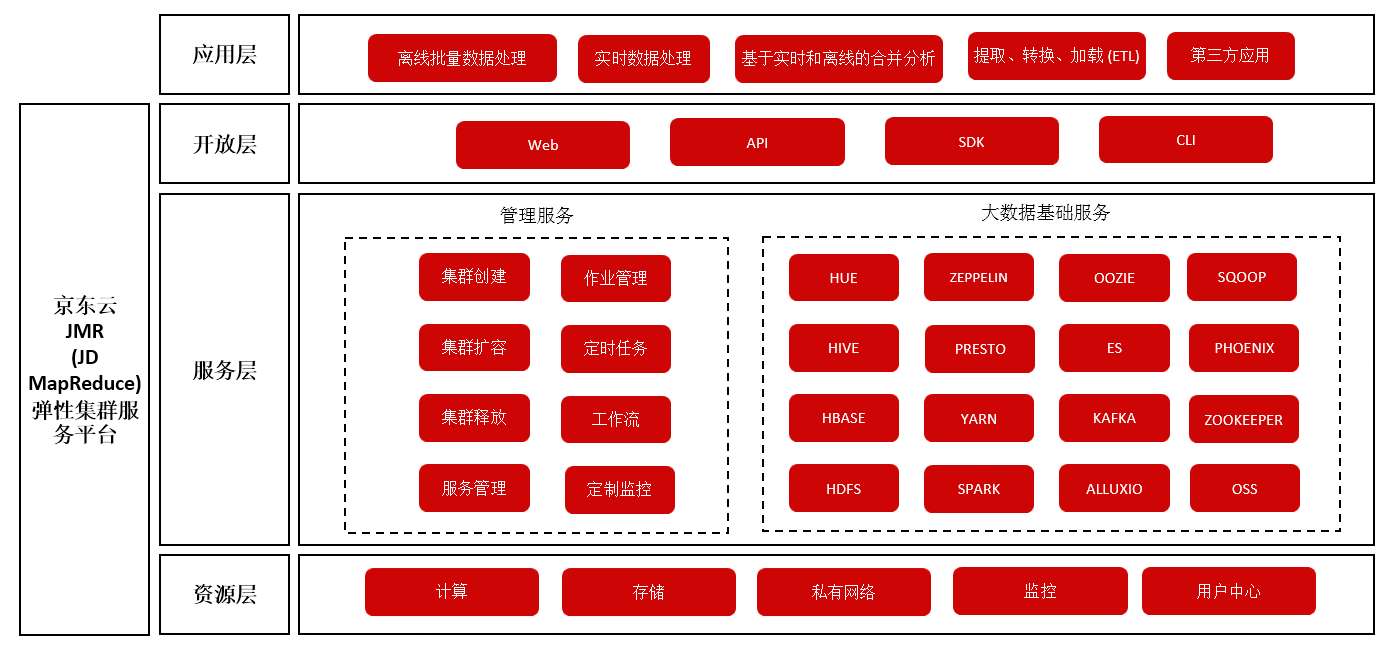 应用层
离线批量数据处理
实时数据处理
基于实时和离线的合并分析
提取、转换、加载 (ETL)
第三方应用
京东云
JMR
(JD
MapReduce)
弹性集群服
务平台
开放层
Web
API
SDK
CLI
服务层
管理服务
集群创建
作业管理
集群扩容
定时任务
集群释放
工作流
服务管理
定制监控
大数据基础服务
HUE
ZEPPELIN
OOZIE
SQOOP
HIVE
PRESTO
ES
PHOENIX
HBASE
YARN
KAFKA
ZOOKEEPER
HDFS
SPARK
ALLUXIO
OSS
资源层
计算
存储
私有网络
监控
用户中心